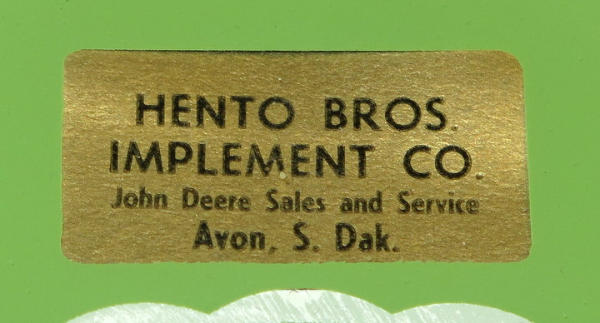 HENTO BROS.
IMPLEMENT CO.
John Deere Sales and Service
Avon, S. Dak.